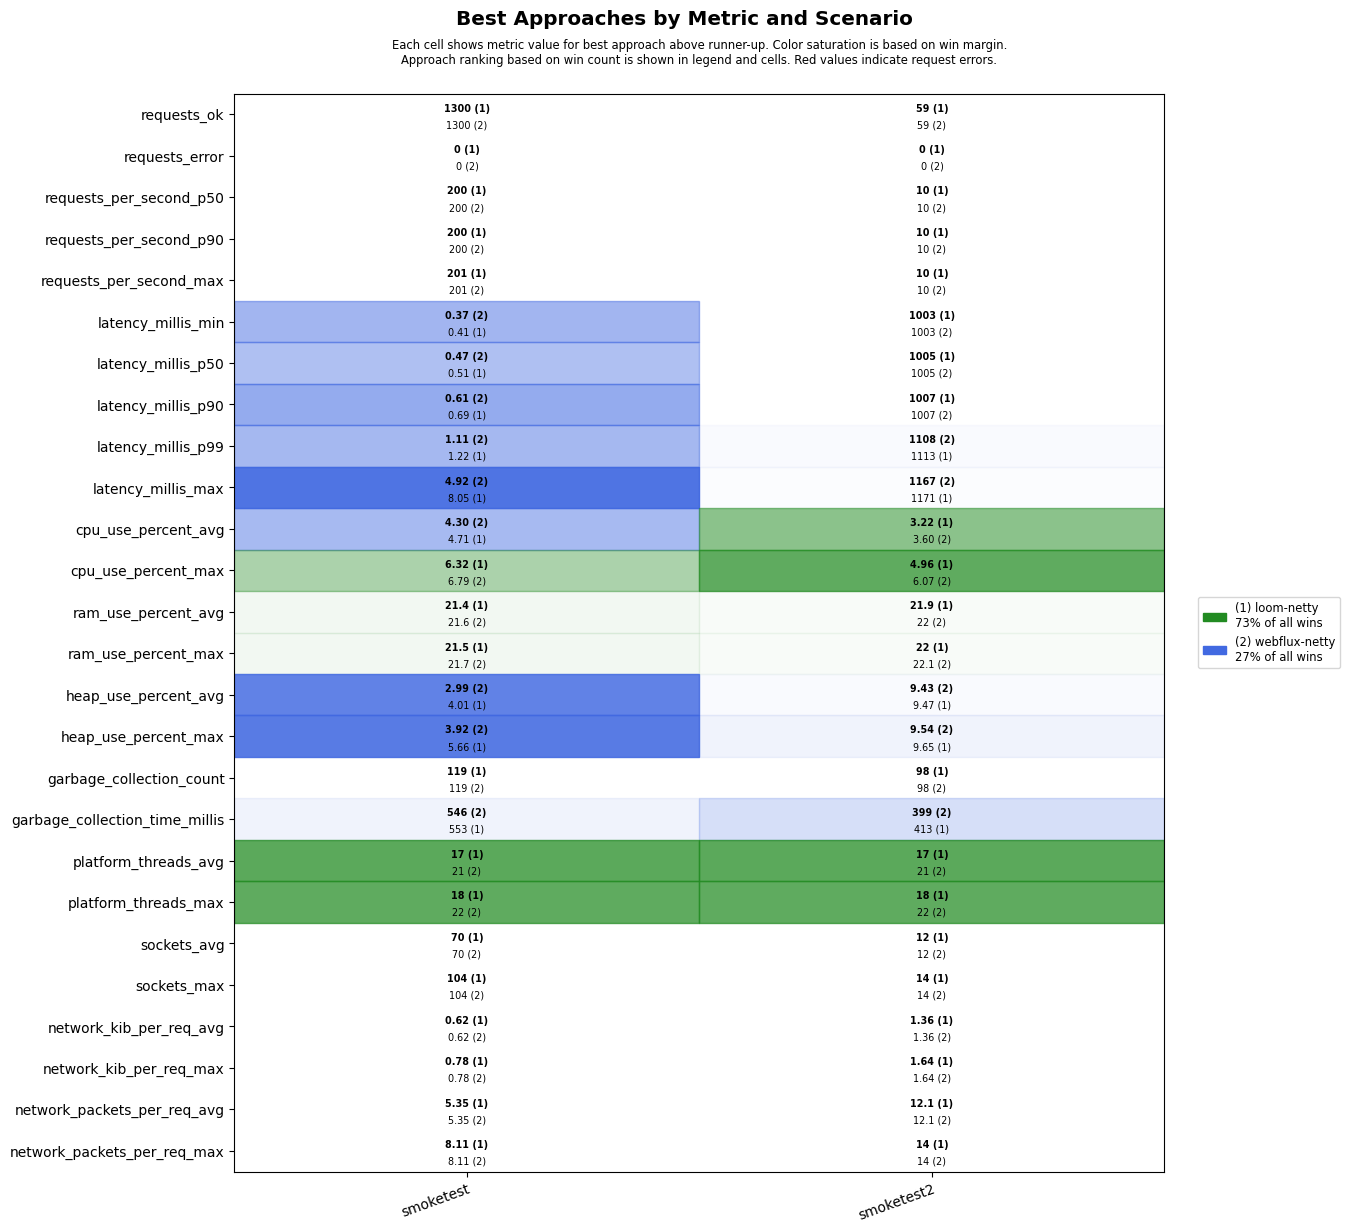 Best Approaches by Metric and Scenario
Each cell shows metric value for best approach above runner-up. Color saturation is based on win margin.
Approach ranking based on win count is shown in legend and cells. Red values indicate request errors.
requests_ok
1300 (1)
1300 (2)
59 (1)
59 (2)
requests_error
0 (1)
0 (2)
0 (1)
0 (2)
requests_per_second_p50
200 (1)
200 (2)
10 (1)
10 (2)
requests_per_second_p90
200 (1)
200 (2)
10 (1)
10 (2)
requests_per_second_max
201 (1)
201 (2)
10 (1)
10 (2)
latency_millis_min
0.37 (2)
0.41 (1)
1003 (1)
1003 (2)
latency_millis_p50
0.47 (2)
0.51 (1)
1005 (1)
1005 (2)
latency_millis_p90
0.61 (2)
0.69 (1)
1007 (1)
1007 (2)
latency_millis_p99
1.11 (2)
1.22 (1)
1108 (2)
1113 (1)
latency_millis_max
4.92 (2)
8.05 (1)
1167 (2)
1171 (1)
cpu_use_percent_avg
4.30 (2)
4.71 (1)
3.22 (1)
3.60 (2)
cpu_use_percent_max
6.32 (1)
6.79 (2)
4.96 (1)
6.07 (2)
ram_use_percent_avg
21.4 (1)
21.6 (2)
21.9 (1)
22 (2)
ram_use_percent_max
21.5 (1)
21.7 (2)
22 (1)
22.1 (2)
heap_use_percent_avg
2.99 (2)
4.01 (1)
9.43 (2)
9.47 (1)
heap_use_percent_max
3.92 (2)
5.66 (1)
9.54 (2)
9.65 (1)
garbage_collection_count
119 (1)
119 (2)
98 (1)
98 (2)
garbage_collection_time_millis
546 (2)
553 (1)
399 (2)
413 (1)
platform_threads_avg
17 (1)
21 (2)
17 (1)
21 (2)
platform_threads_max
18 (1)
22 (2)
18 (1)
22 (2)
sockets_avg
70 (1)
70 (2)
12 (1)
12 (2)
sockets_max
104 (1)
104 (2)
14 (1)
14 (2)
network_kib_per_req_avg
0.62 (1)
0.62 (2)
1.36 (1)
1.36 (2)
network_kib_per_req_max
0.78 (1)
0.78 (2)
1.64 (1)
1.64 (2)
network_packets_per_req_avg
5.35 (1)
5.35 (2)
12.1 (1)
12.1 (2)
network_packets_per_req_max
8.11 (1)
8.11 (2)
14 (1)
14 (2)
smoketest
smoketest2
(1) loom-netty
73% of all wins
(2) webflux-netty
27% of all wins